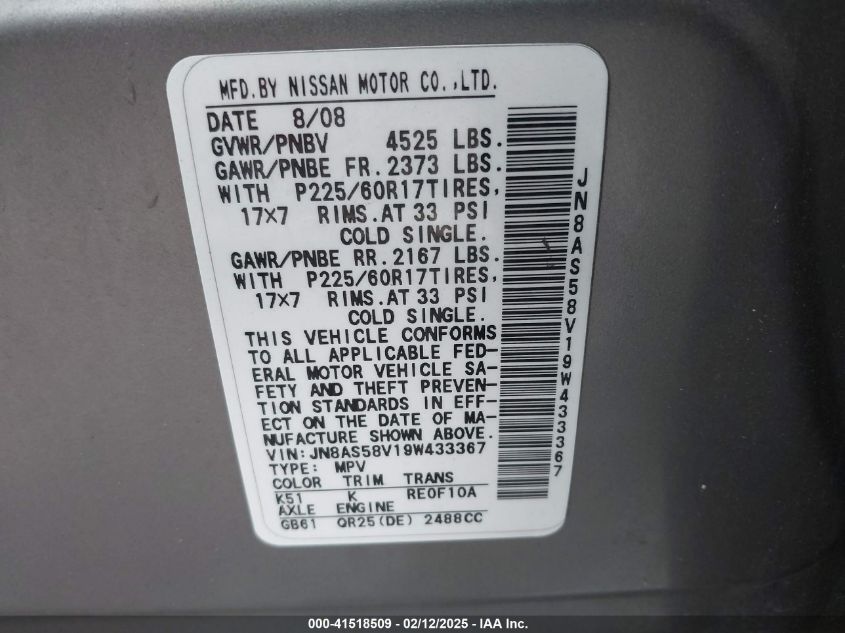 MFD.BY NISSAN MOTOR CO.,LTD.
DATE 8/08
GVWR/PNBV 4525 LBS.
GAWR/PNBE FR.2373 LBS.
WITH P225/60R17TIRES,
17×7 RIMS.AT 33 PSI
COLD SINGLE.
GAWR/PNBE RR.2167 LBS.
WITH P225/60R17TIRES,
17×7 RIMS.AT 33 PSI
COLD SINGLE.
THIS VEHICLE CONFORMS
TO ALL APPLICABLE FED-
ERAL MOTOR VEHICLE SA-
FETY AND THEFT PREVEN-
TION STANDARDS IN EFF-
ECT ON THE DATE OF MA-
NUFACTURE SHOWN ABOVE.
VIN: JN8AS58V19W433367
TYPE: MPV
COLOR TRIM TRANS
K51 K RE0F10A
AXLE ENGINE
GB61 QR25(DE) 2488CC
JN8AS58V19W433367
000-41518509 - 02/12/2025 - IAA Inc.